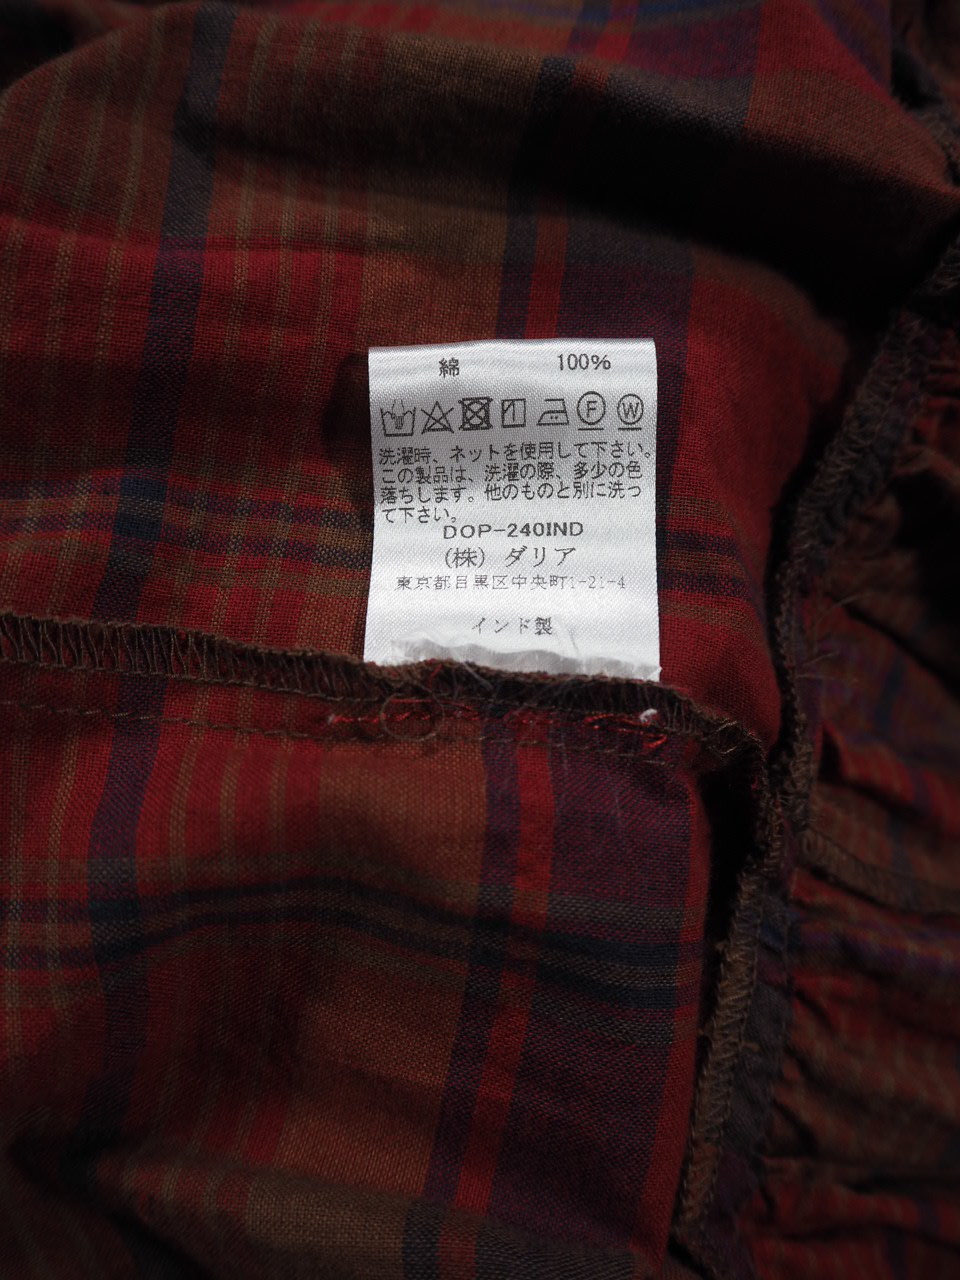 綿 100%
洗濯時、ネットを使用して下さい。
この製品は、洗濯の際、多少の色
落ちします。他のものと別に洗っ
て下さい。
DOP-240IND
(株) ダリア
東京都目黒区中央町1-21-4
インド製